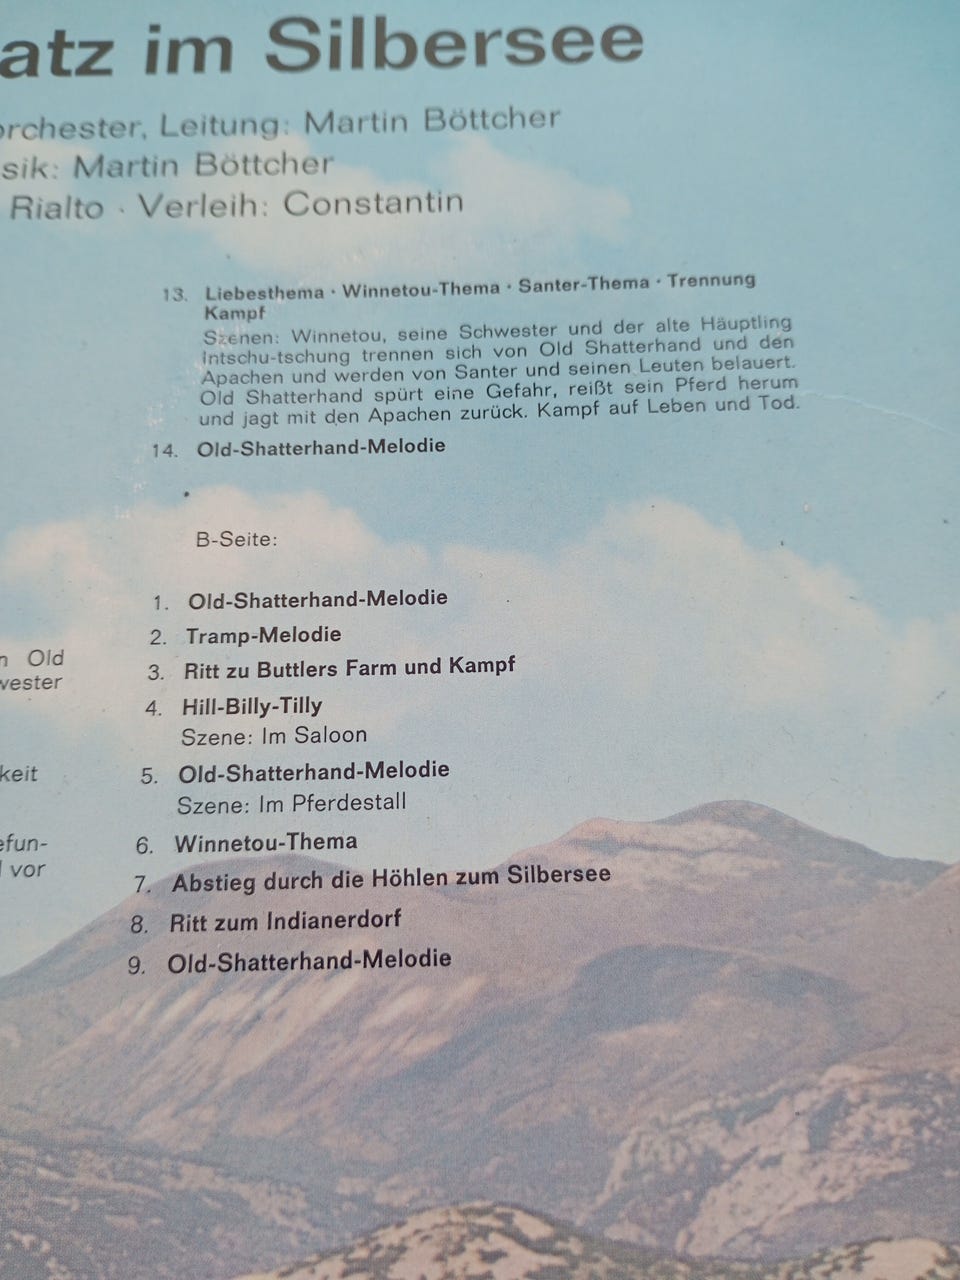 atz im Silbersee
orchester, Leitung: Martin Böttcher
sik: Martin Böttcher
Rialto · Verleih: Constantin
13. Liebesthema · Winnetou-Thema · Santer-Thema · Trennung
Kampf
Szenen: Winnetou, seine Schwester und der alte Häuptling
Intschu-tschung trennen sich von Old Shatterhand und den
Apachen und werden von Santer und seinen Leuten belauert.
Old Shatterhand spürt eine Gefahr, reißt sein Pferd herum
und jagt mit den Apachen zurück. Kampf auf Leben und Tod.
14. Old-Shatterhand-Melodie
B-Seite:
1. Old-Shatterhand-Melodie
2. Tramp-Melodie
3. Ritt zu Buttlers Farm und Kampf
4. Hill-Billy-Tilly
Szene: Im Saloon
5. Old-Shatterhand-Melodie
Szene: Im Pferdestall
6. Winnetou-Thema
7. Abstieg durch die Höhlen zum Silbersee
8. Ritt zum Indianerdorf
9. Old-Shatterhand-Melodie
n Old
wester
keit
efun-
vor